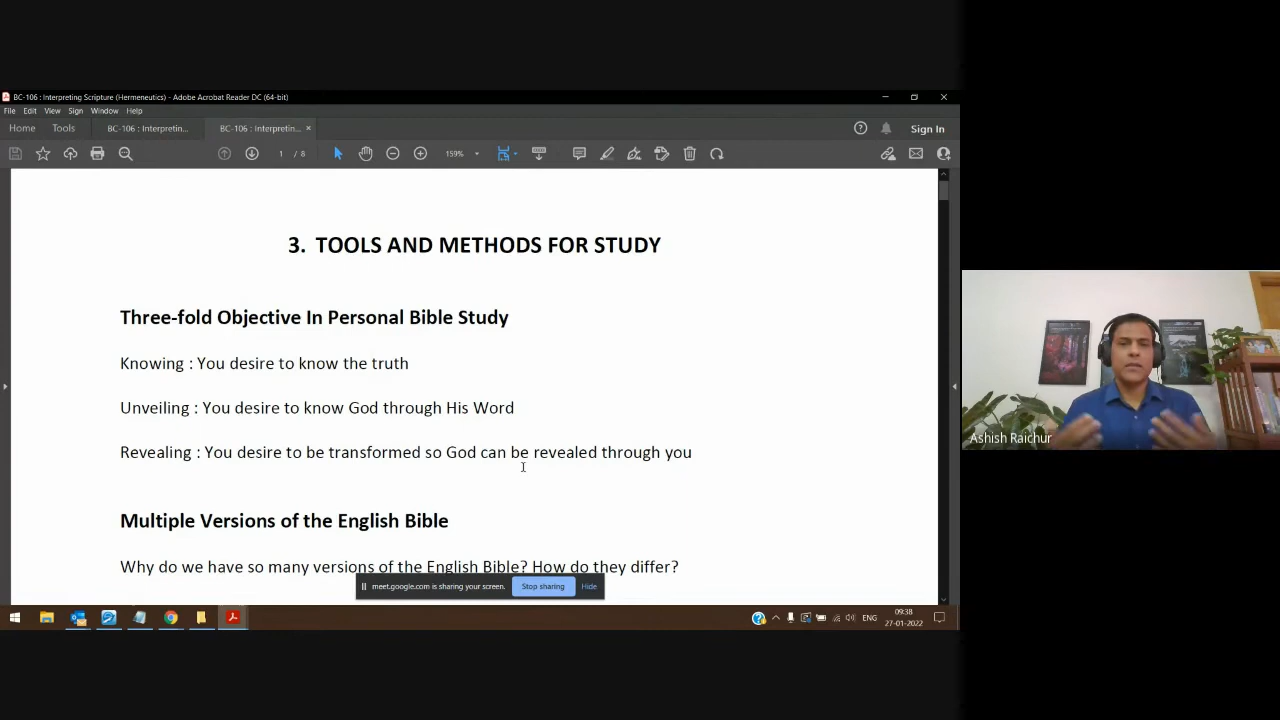 BC-106 : Interpreting Scripture (Hermeneutics) - Adobe Acrobat Reader DC (64-bit)
File Edit View Sign Window Help
Home Tools BC-106 : Interpretin... BC-106 : Interpretin... × Sign In
1 / 8 159%
3. TOOLS AND METHODS FOR STUDY
Three-fold Objective In Personal Bible Study
Knowing : You desire to know the truth
Unveiling : You desire to know God through His Word
Revealing : You desire to be transformed so God can be revealed through you
Multiple Versions of the English Bible
Why do we have so many versions of the English Bible? How do they differ?
meet.google.com is sharing your screen. Stop sharing Hide
ENG 09:38
27-01-2022
Ashish Raichur